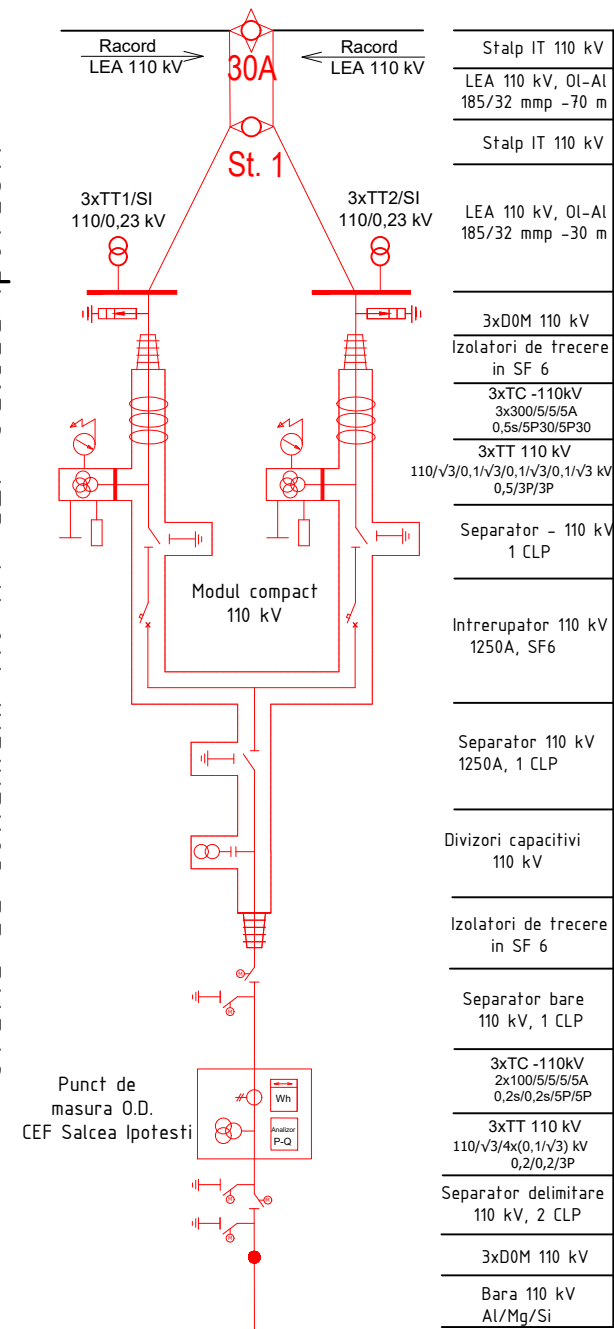 Racord
LEA 110 kV
30A
Racord
LEA 110 kV
St. 1
3xTT1/SI
110/0,23 kV
3xTT2/SI
110/0,23 kV
Modul compact
110 kV
M
M
Punct de
masura O.D.
CEF Salcea Ipotesti
Wh
Analizor
P-Q
M
M
M
Stalp IT 110 kV
LEA 110 kV, Ol-Al
185/32 mmp -70 m
Stalp IT 110 kV
LEA 110 kV, Ol-Al
185/32 mmp -30 m
3xD0M 110 kV
Izolatori de trecere
in SF 6
3xTC -110kV
3x300/5/5/5A
0,5s/5P30/5P30
3xTT 110 kV
110/√3/0,1/√3/0,1/√3/0,1/√3 kV
0,5/3P/3P
Separator - 110 kV
1 CLP
Intrerupator 110 kV
1250A, SF6
Separator 110 kV
1250A, 1 CLP
Divizori capacitivi
110 kV
Izolatori de trecere
in SF 6
Separator bare
110 kV, 1 CLP
3xTC -110kV
2x100/5/5/5/5A
0,2s/0,2s/5P/5P
3xTT 110 kV
110/√3/4x(0,1/√3) kV
0,2/0,2/3P
Separator delimitare
110 kV, 2 CLP
3xD0M 110 kV
Bara 110 kV
Al/Mg/Si